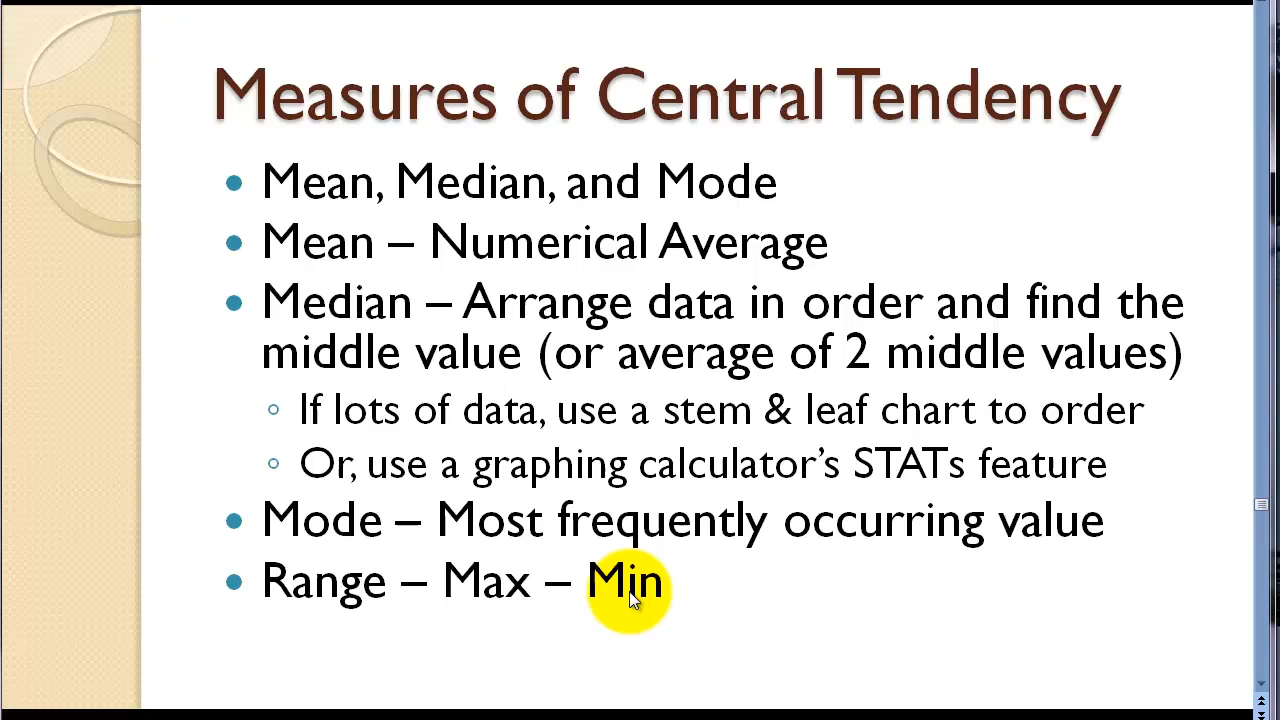 Measures of Central Tendency
• Mean, Median, and Mode
• Mean – Numerical Average
• Median – Arrange data in order and find the
middle value (or average of 2 middle values)
◦ If lots of data, use a stem & leaf chart to order
◦ Or, use a graphing calculator’s STATs feature
• Mode – Most frequently occurring value
• Range – Max – Min